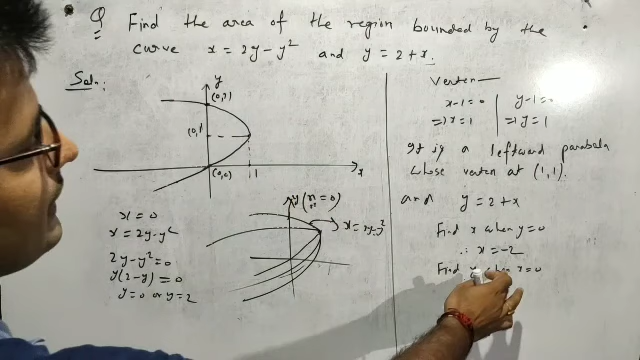 Q Find the area of the region bounded by the
curve x = 2y - y² and y = 2 + x.
Soln:
y
(0,2)
(0,1)
(0,0)
1
x
x = 0
x = 2y - y²
2y - y² = 0
y(2-y) = 0
y = 0 or y = 2
y
x = 2y - y²
Vertex —
x-1=0 | y-1=0
⇒ x = 1 | ⇒ y = 1
It is a leftward parabola
whose vertex at (1,1).
and y = 2 + x
Find x when y = 0
∴ x = -2
Find y when x = 0